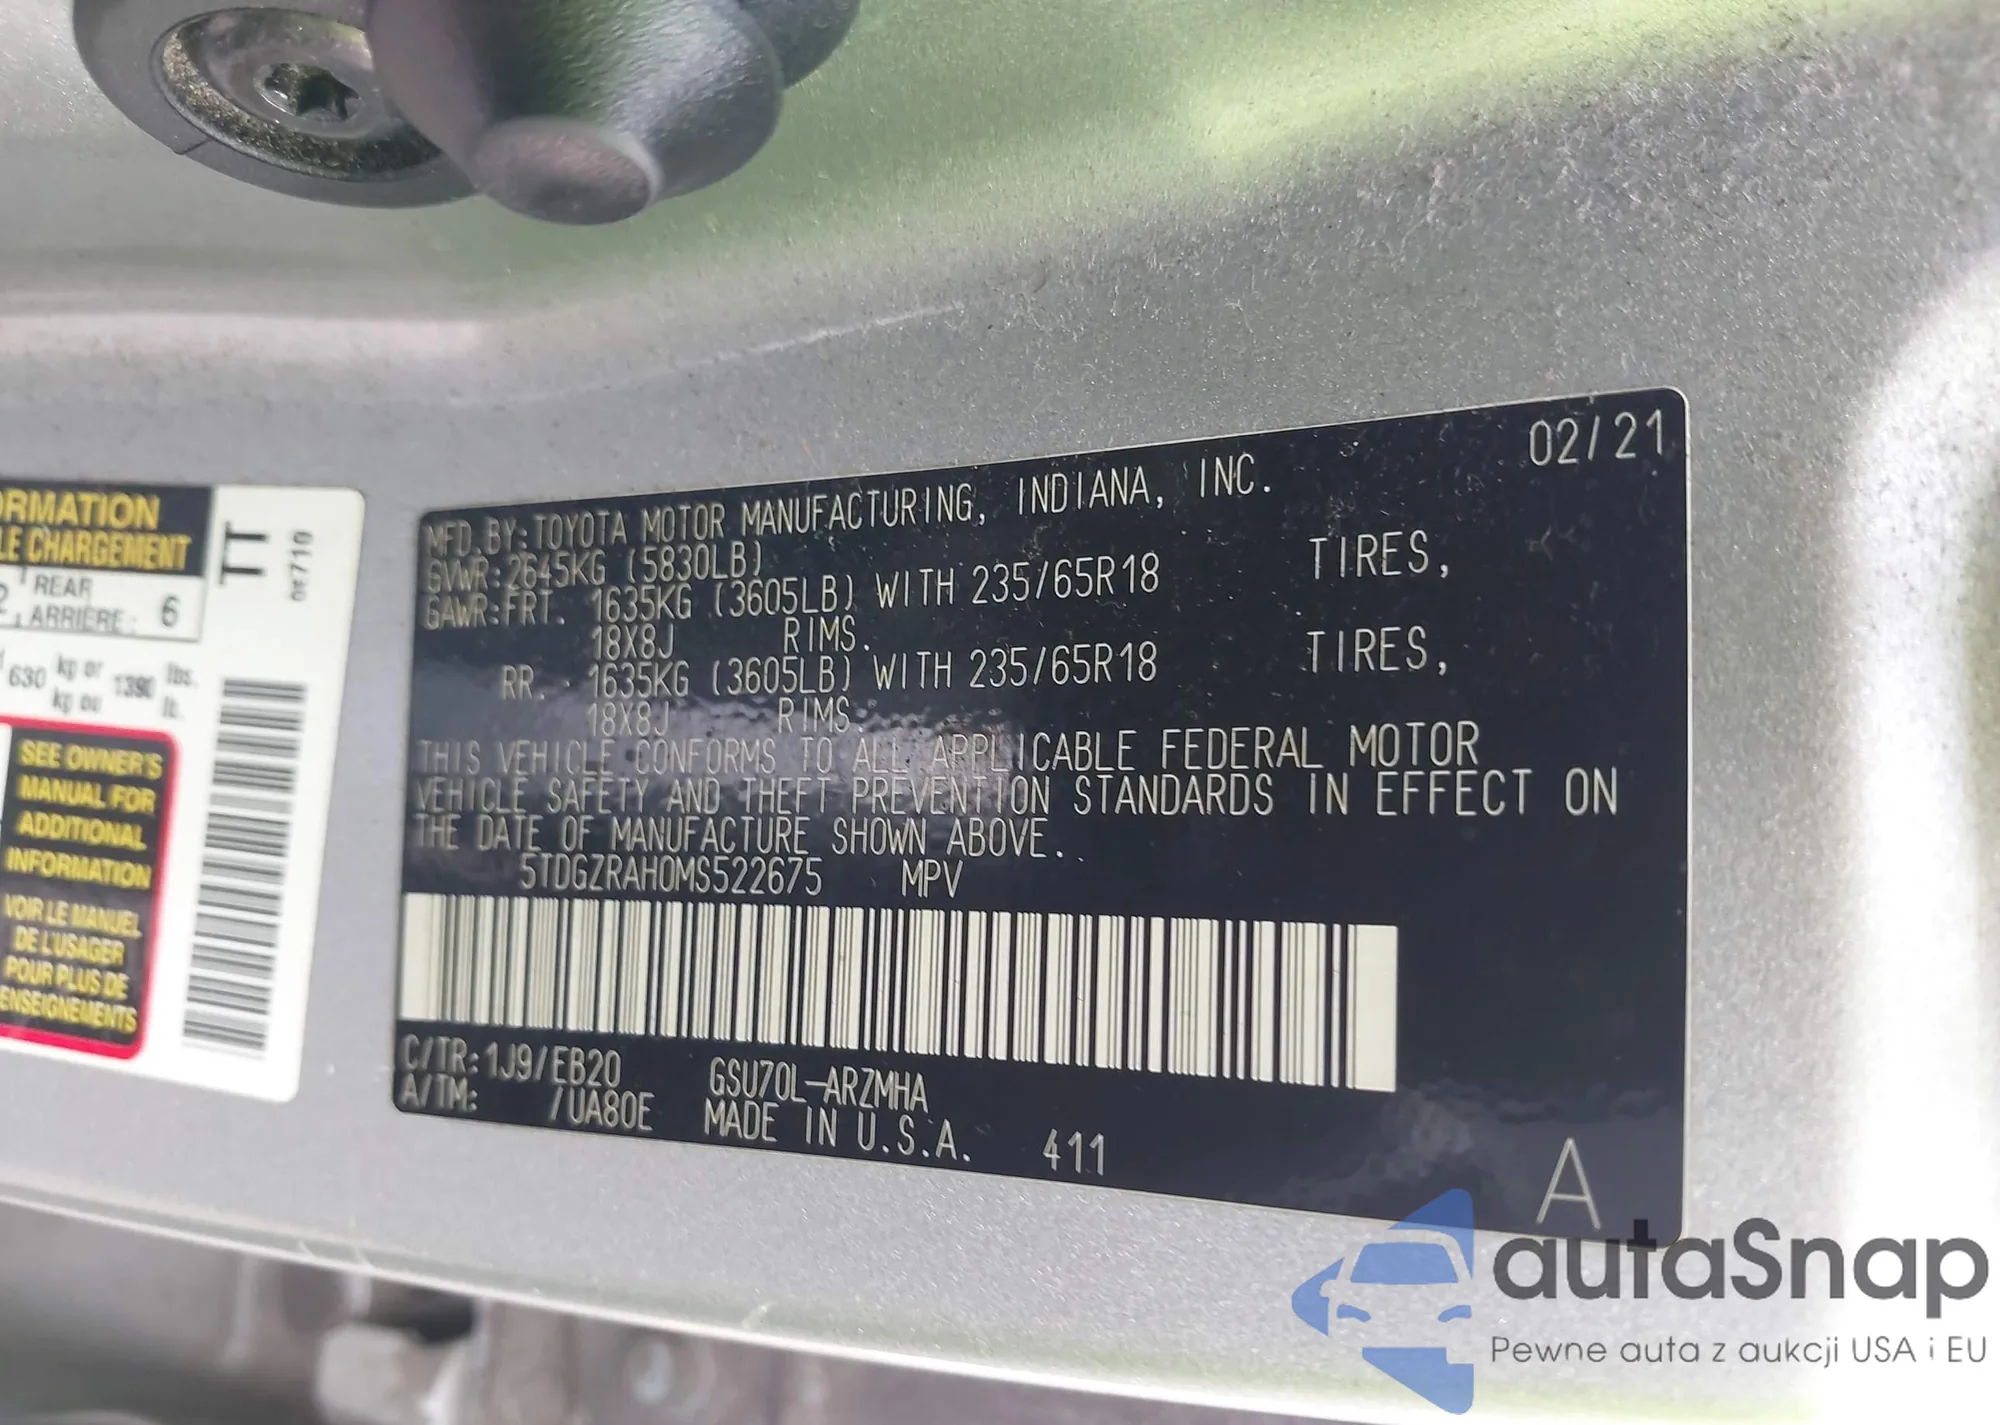 ORMATION
LE CHARGEMENT
TT
REAR
ARRIÈRE: 6
630 kg or 1390 lbs.
kg ou lb.
SEE OWNER'S
MANUAL FOR
ADDITIONAL
INFORMATION
VOIR LE MANUEL
DE L'USAGER
POUR PLUS DE
ENSEIGNEMENTS
02/21
MFD.BY:TOYOTA MOTOR MANUFACTURING, INDIANA, INC.
GVWR:2645KG (5830LB)
GAWR:FRT. 1635KG (3605LB) WITH 235/65R18 TIRES,
18X8J RIMS.
RR. 1635KG (3605LB) WITH 235/65R18 TIRES,
18X8J RIMS.
THIS VEHICLE CONFORMS TO ALL APPLICABLE FEDERAL MOTOR
VEHICLE SAFETY AND THEFT PREVENTION STANDARDS IN EFFECT ON
THE DATE OF MANUFACTURE SHOWN ABOVE.
5TDGZRAH0MS522675 MPV
C/TR:1J9/EB20 GSU70L-ARZMHA
A/TM: /UA80E MADE IN U.S.A. 411
A
autaSnap
Pewne auta z aukcji USA i EU